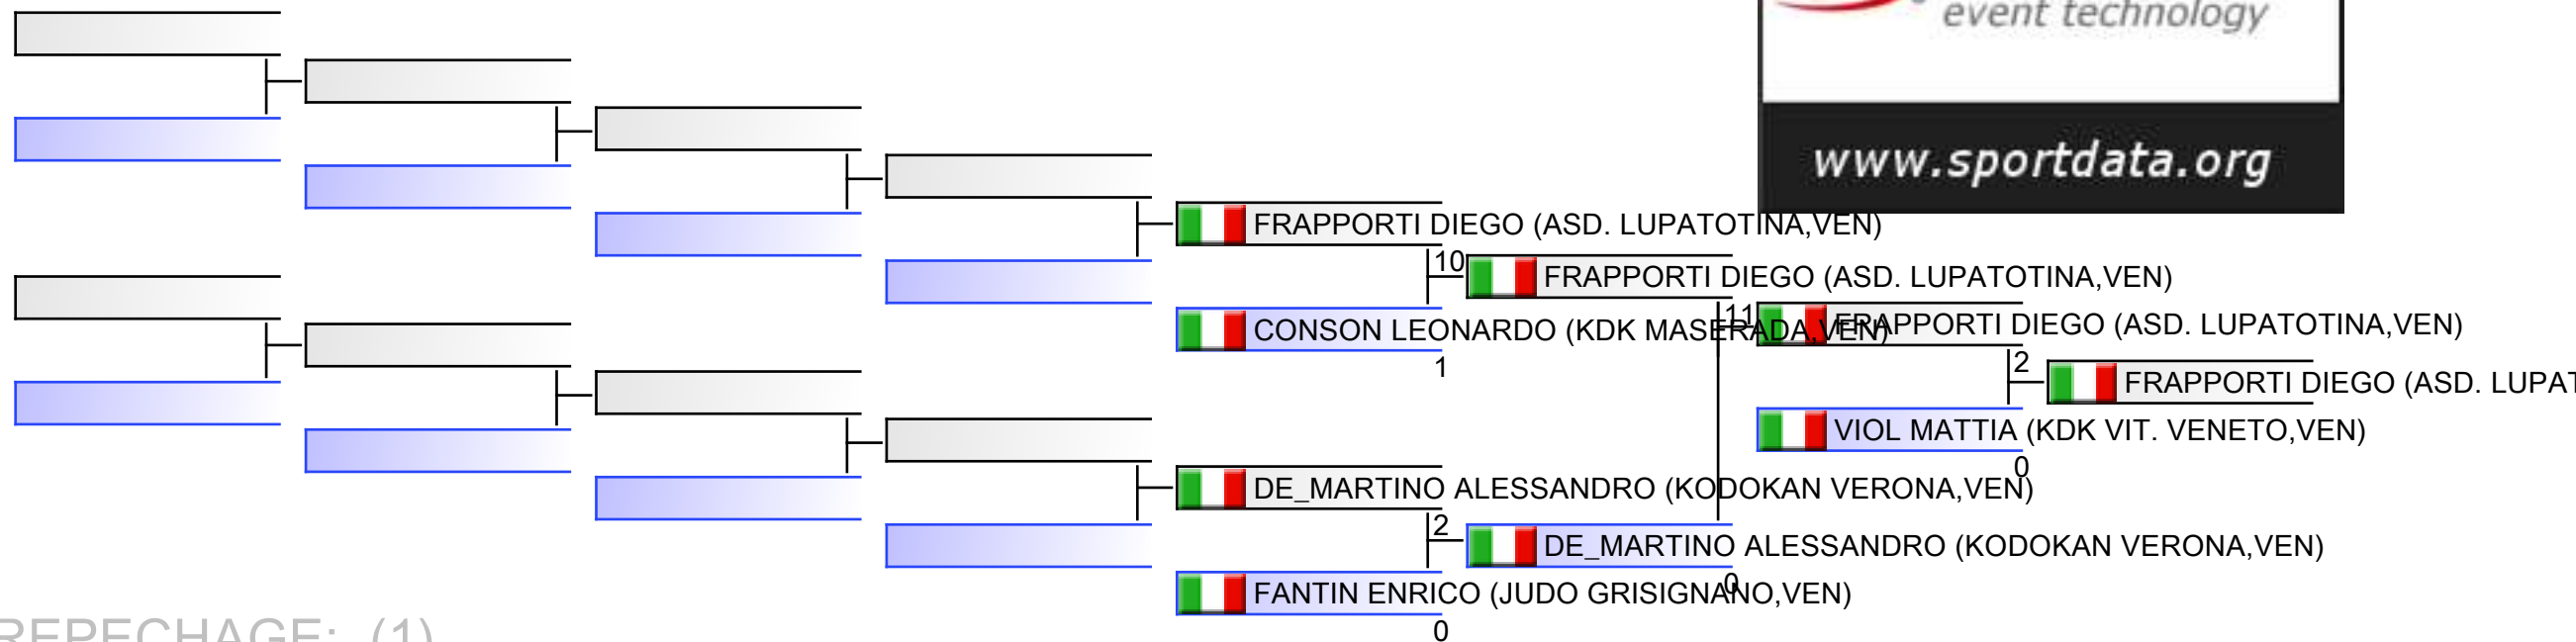 event technology
www.sportdata.org
FRAPPORTI DIEGO (ASD. LUPATOTINA,VEN)
10
FRAPPORTI DIEGO (ASD. LUPATOTINA,VEN)
CONSON LEONARDO (KDK MASERADA,VEN)
1
11
FRAPPORTI DIEGO (ASD. LUPATOTINA,VEN)
2
FRAPPORTI DIEGO (ASD. LUPAT
VIOL MATTIA (KDK VIT. VENETO,VEN)
0
DE_MARTINO ALESSANDRO (KODOKAN VERONA,VEN)
2
DE_MARTINO ALESSANDRO (KODOKAN VERONA,VEN)
0
FANTIN ENRICO (JUDO GRISIGNANO,VEN)
0
REPECHAGE: (1)